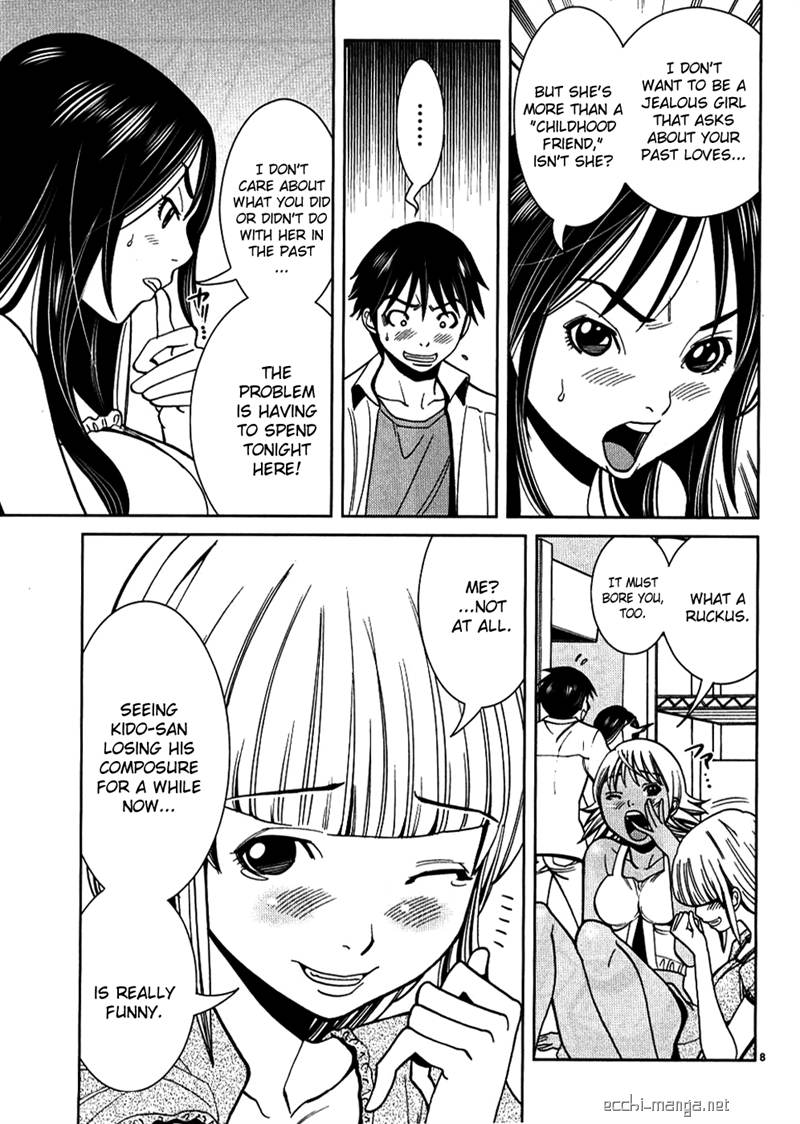 I DON'T
WANT TO BE A
JEALOUS GIRL
THAT ASKS
ABOUT YOUR
PAST LOVES...
BUT SHE'S
MORE THAN A
"CHILDHOOD
FRIEND,"
ISN'T SHE?
......
I DON'T
CARE ABOUT
WHAT YOU DID
OR DIDN'T DO
WITH HER IN
THE PAST
...
THE
PROBLEM
IS HAVING
TO SPEND
TONIGHT
HERE!
WHAT A
RUCKUS.
IT MUST
BORE YOU,
TOO.
ME?
...NOT
AT ALL.
SEEING
KIDO-SAN
LOSING HIS
COMPOSURE
FOR A WHILE
NOW...
IS REALLY
FUNNY.
8
ecchi-manga.net